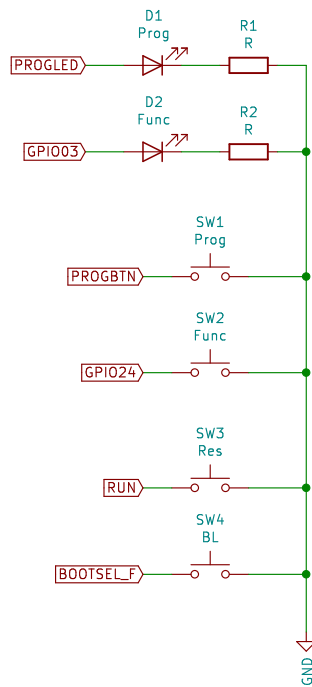 D1
Prog
PROGLED
R1
R
D2
Func
GPIO03
R2
R
SW1
Prog
PROGBTN
SW2
Func
GPIO24
SW3
Res
RUN
SW4
BL
BOOTSEL_F
GND